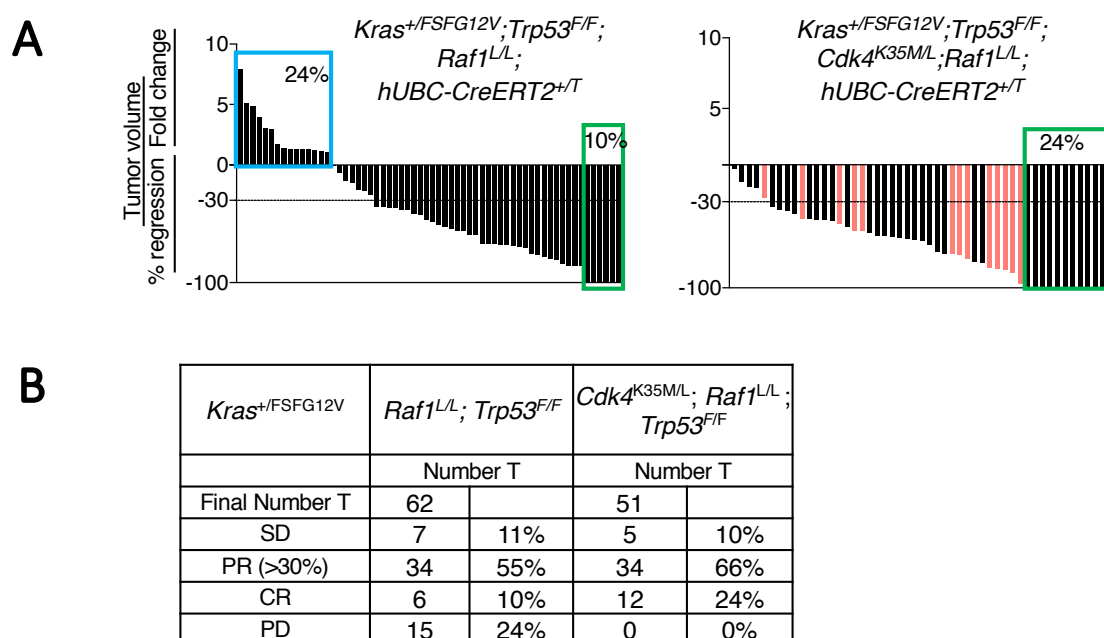 A
Kras+/FSFG12V;Trp53F/F;
Raf1L/L;
hUBC-CreERT2+/T
Kras+/FSFG12V;Trp53F/F;
Cdk4K35M/L;Raf1L/L;
hUBC-CreERT2+/T
Tumor volume
% regression Fold change
10
5
0
-30
-100
24%
10%
10
5
0
-30
-100
24%
B
Kras+/FSFG12V
Raf1L/L; Trp53F/F
Cdk4K35M/L; Raf1L/L;
Trp53F/F
Number T Number T
Final Number T 62 51
SD 7 11% 5 10%
PR (>30%) 34 55% 34 66%
CR 6 10% 12 24%
PD 15 24% 0 0%